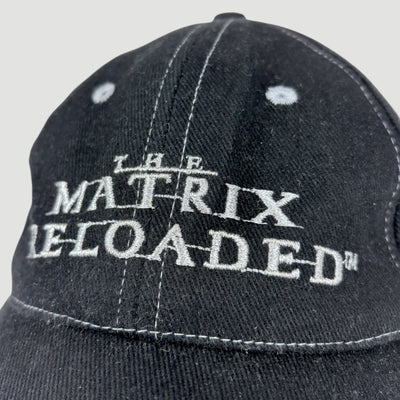 THE
MATRIX
RELOADED™